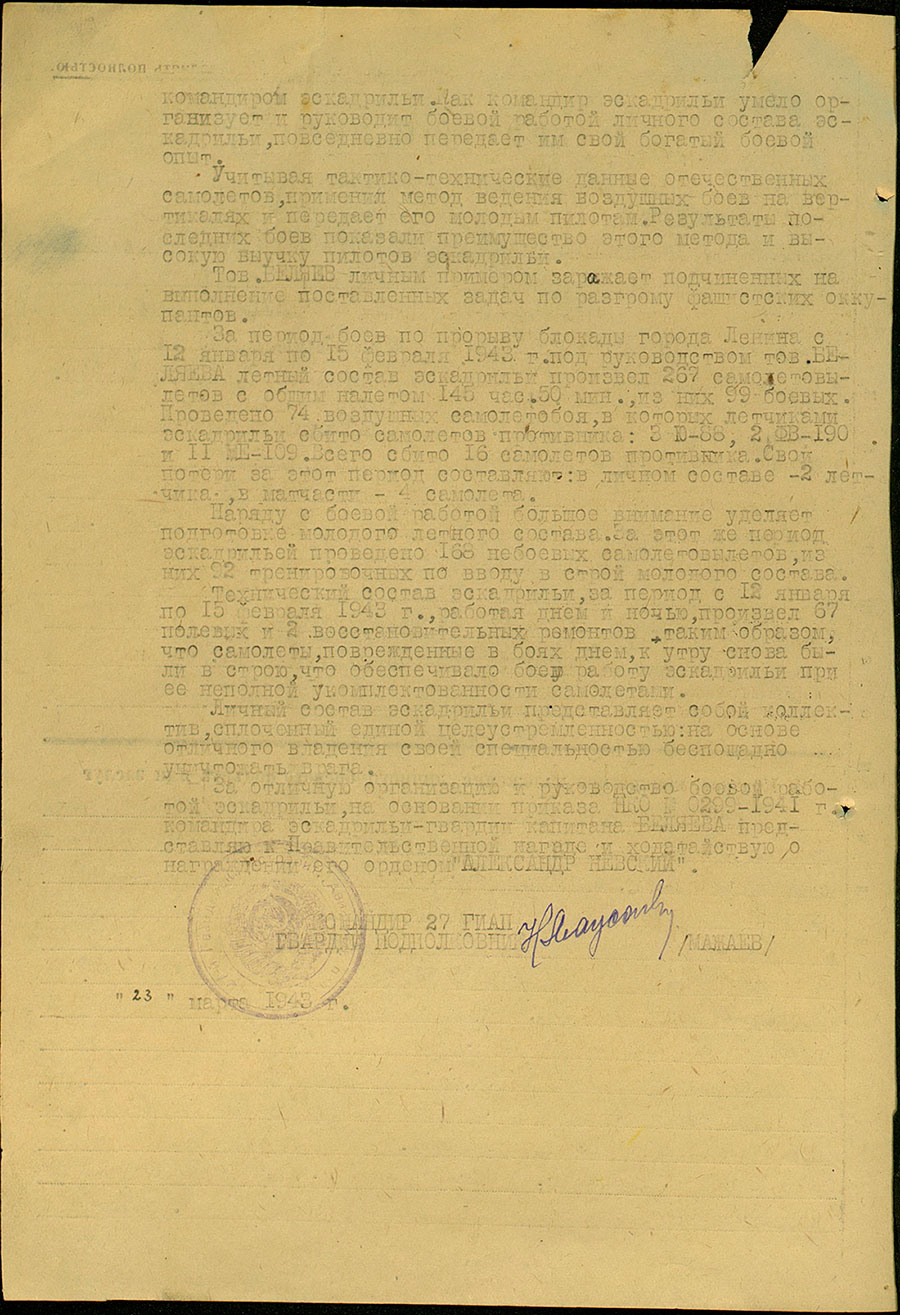 командиром эскадрильи.Как командир эскадрильи умело ор-
ганизует и руководит боевой работой личного состава эс-
кадрильи,повседневно передает им свой богатый боевой
опыт.
Учитывая тактико-технические данные отечественных
самолетов,применил метод ведения воздушных боев на вер-
тикалях и передает его молодым пилотам.Результаты по-
следних боев показали преимущество этого метода и вы-
сокую выучку пилотов эскадрильи.
Тов.БЕЛЯЕВ личным примером заражает подчиненных на
выполнение поставленных задач по разгрому фашистских окку-
пантов.
За период боев по прорыву блокады города Ленина с
12 января по 15 февраля 1943 г.под руководством тов.БЕ-
ЛЯЕВА летный состав эскадрильи произвел 267 самолетовы-
летов с общим налетом 145 час.50 мин.,из них 99 боевых.
Проведено 74 воздушных самолетобоя,в которых летчиками
эскадрильи сбито самолетов противника: 3 Ю-88, 2 ФВ-190
и 11 МЕ-109.Всего сбито 16 самолетов противника.Свои
потери за этот период составляют:в личном составе -2 лет-
чика ,в матчасти - 4 самолета.
Наряду с боевой работой большое внимание уделяет
подготовке молодого летного состава.За этот же период
эскадрильей проведено 168 небоевых самолетовылетов,из
них 92 тренировочных по вводу в строй молодого состава.
Технический состав эскадрильи,за период с 12 января
по 15 февраля 1943 г.,работая днем и ночью,произвел 67
полевых и 2 восстановительных ремонтов ,таким образом,
что самолеты,поврежденные в боях днем,к утру снова бы-
ли в строю,что обеспечивало боев работу эскадрильи при
ее неполной укомплектованности самолетами.
Личный состав эскадрильи представляет собой коллек-
тив,сплоченный единой целеустремленностью:на основе
отличного владения своей специальностью беспощадно
уничтожать врага.
За отличную организацию и руководство боевой рабо-
той эскадрильи,на основании приказа НКО № 0299-1941 г.
командира эскадрильи-гвардии капитана БЕЛЯЕВА пред-
ставляю к Правительственной нагаде и ходатайствую о
награждении его орденом"АЛЕКСАНДР НЕВСКИЙ".
КОМАНДИР 27 ГИАП
ГВАРДИИ ПОДПОЛКОВНИ /МАЖАЕВ/
" 23 " марта 1943 г.